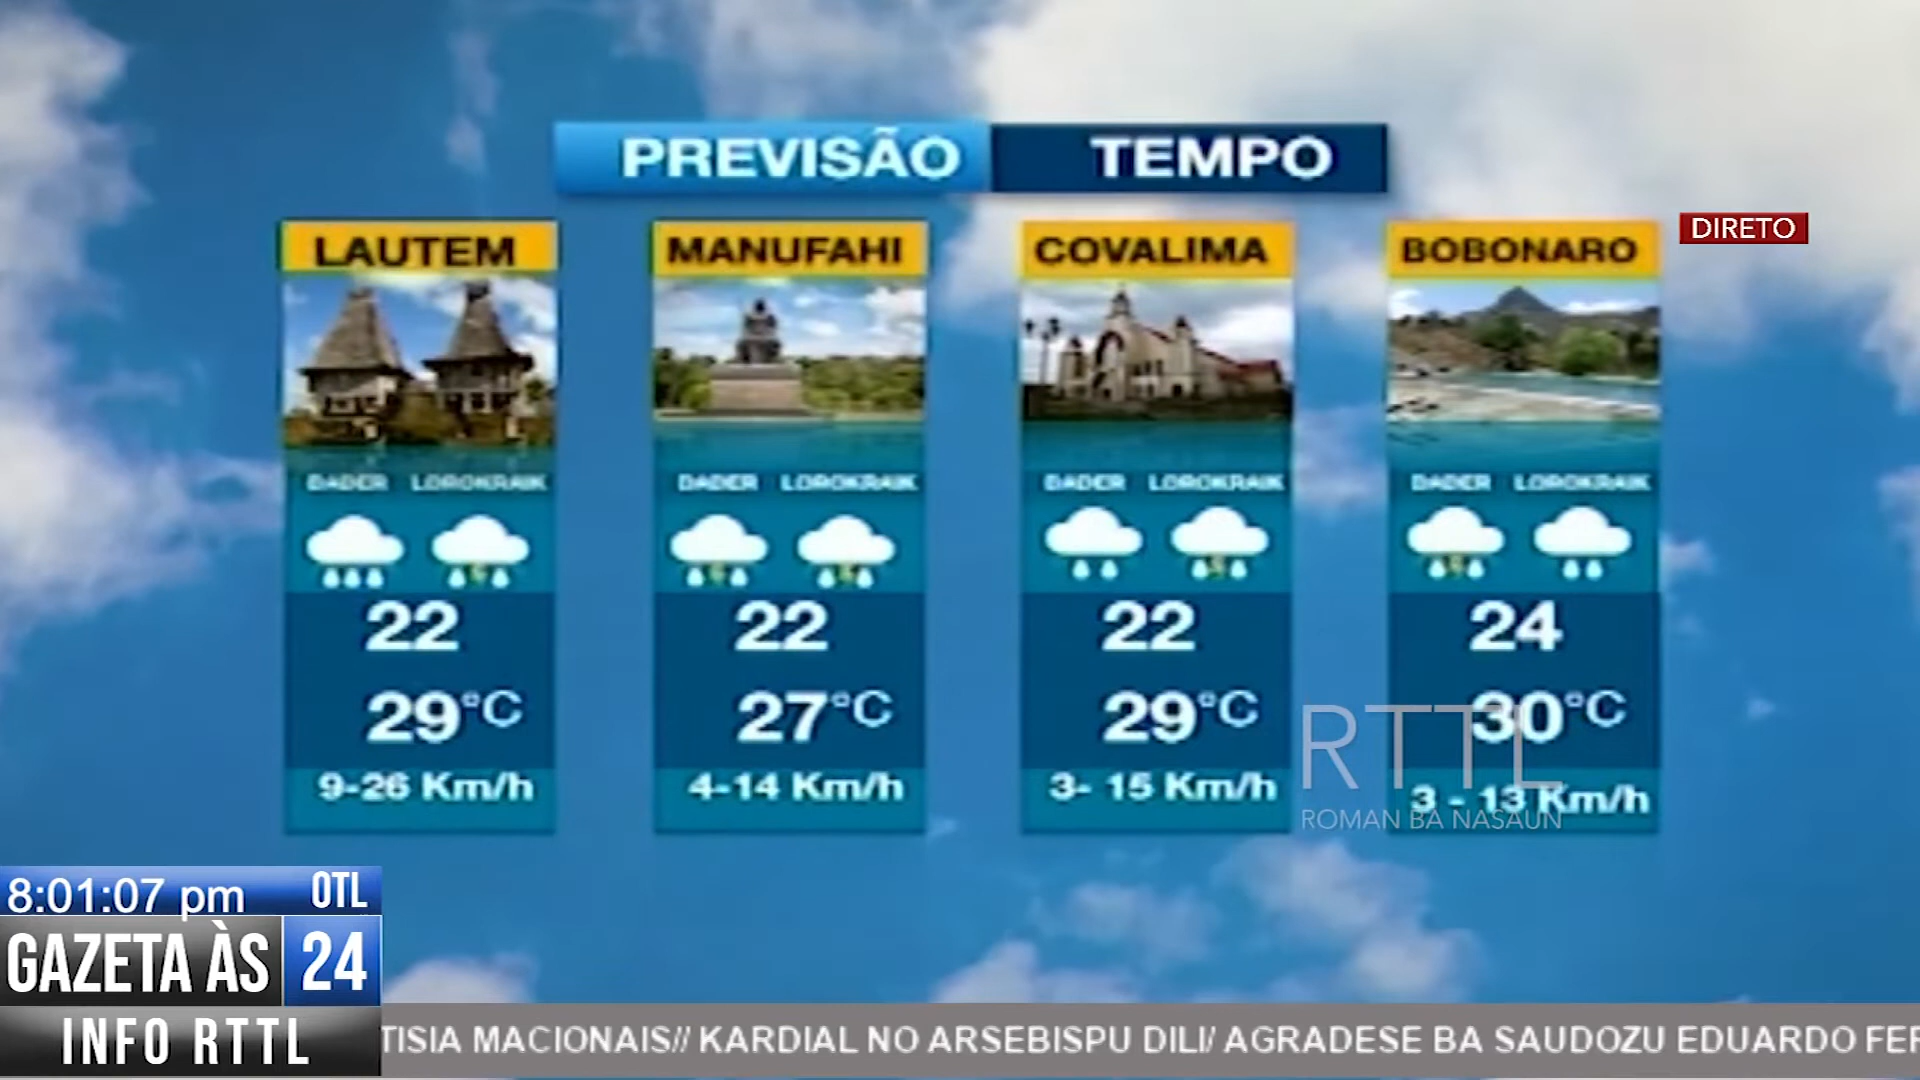 PREVISÃO TEMPO
LAUTEM
MANUFAHI
COVALIMA
BOBONARO
DIRETO
DADER LOROKRAIK
DADER LOROKRAIK
DADER LOROKRAIK
DADER LOROKRAIK
22
22
22
24
29°C
27°C
29°C
30°C
9-26 Km/h
4-14 Km/h
3- 15 Km/h
3 - 13 Km/h
RTTL
ROMAN BA NASAUN
8:01:07 pm OTL
GAZETA ÀS 24
INFO RTTL
TISIA MACIONAIS// KARDIAL NO ARSEBISPU DILI/ AGRADESE BA SAUDOZU EDUARDO FER